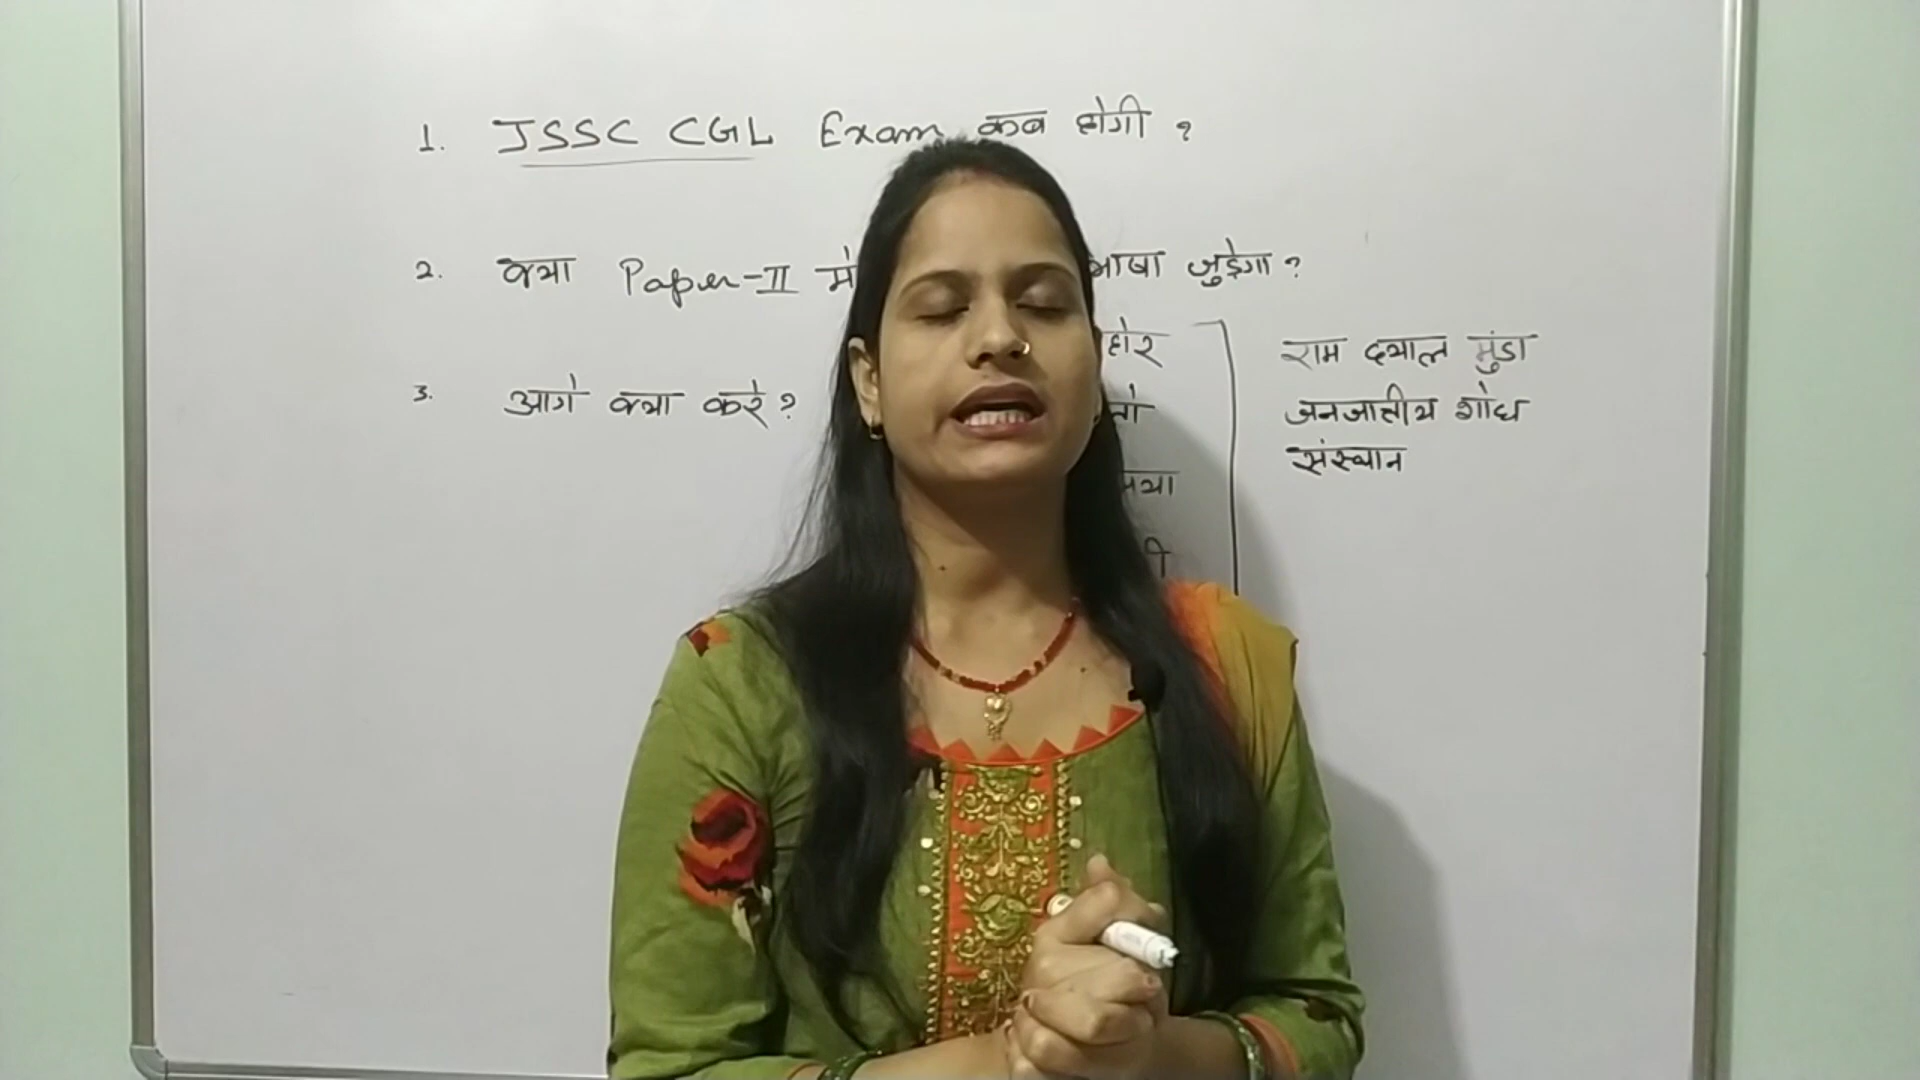 1. JSSC CGL Exam कब होगी ?
2. क्या Paper-II में भाषा जुड़ेगा ?
3. आगे क्या करे ?
राम दयाल मुंडा
जनजातीय शोध
संस्थान